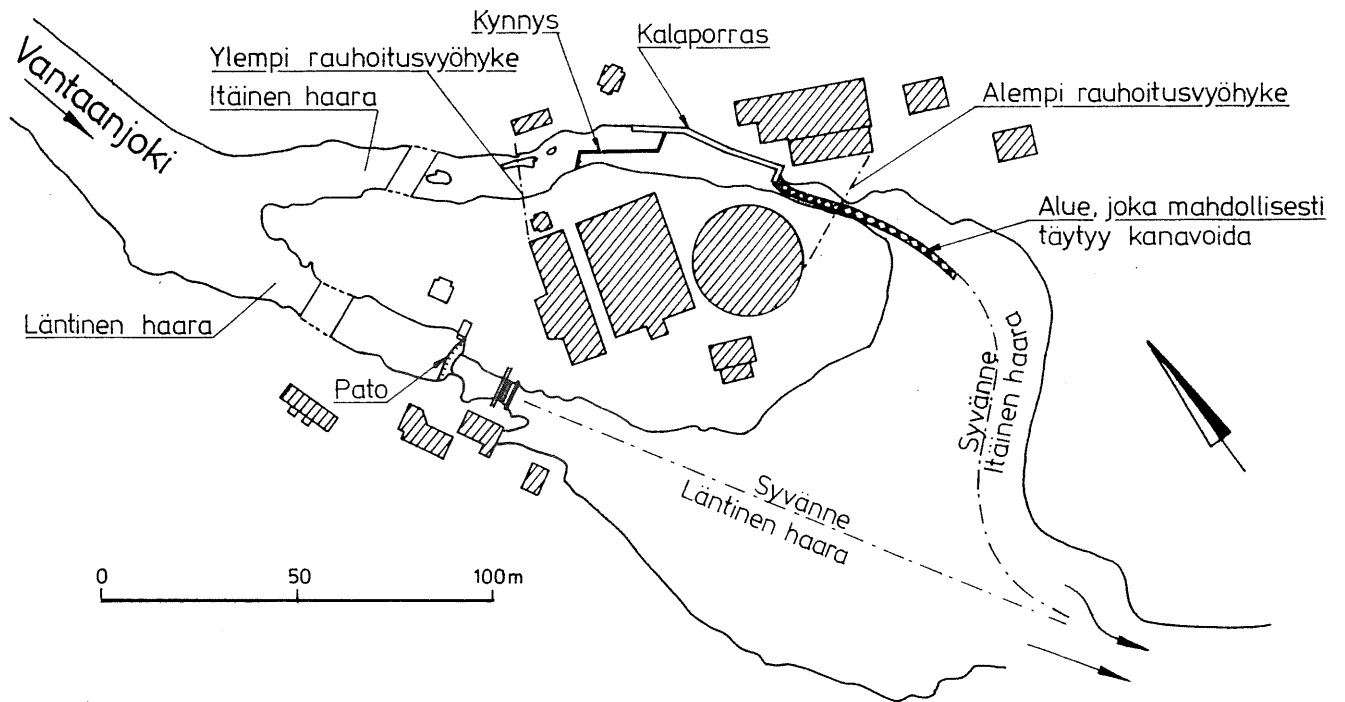 Kynnys
Kalaporras
Ylempi rauhoitusvyöhyke
Itäinen haara
Vantaanjoki
Alempi rauhoitusvyöhyke
Alue, joka mahdollisesti
täytyy kanavoida
Läntinen haara
Pato
Syvänne
Itäinen haara
Syvänne
Läntinen haara
0 50 100m